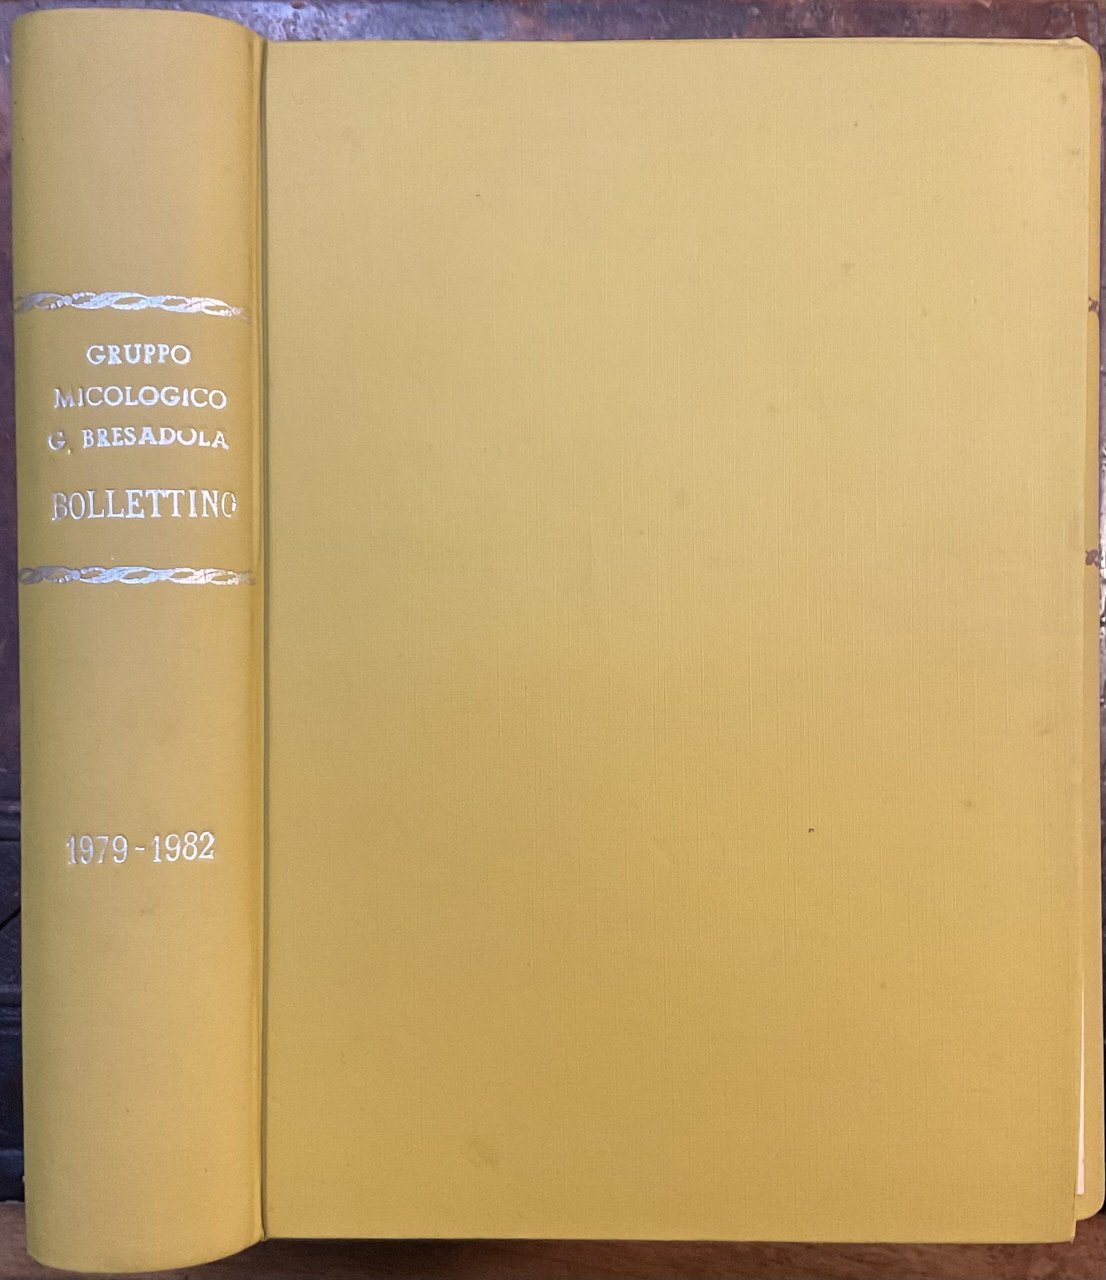 GRUPPO
MICOLOGICO
G. BRESADOLA
BOLLETTINO
1979-1982